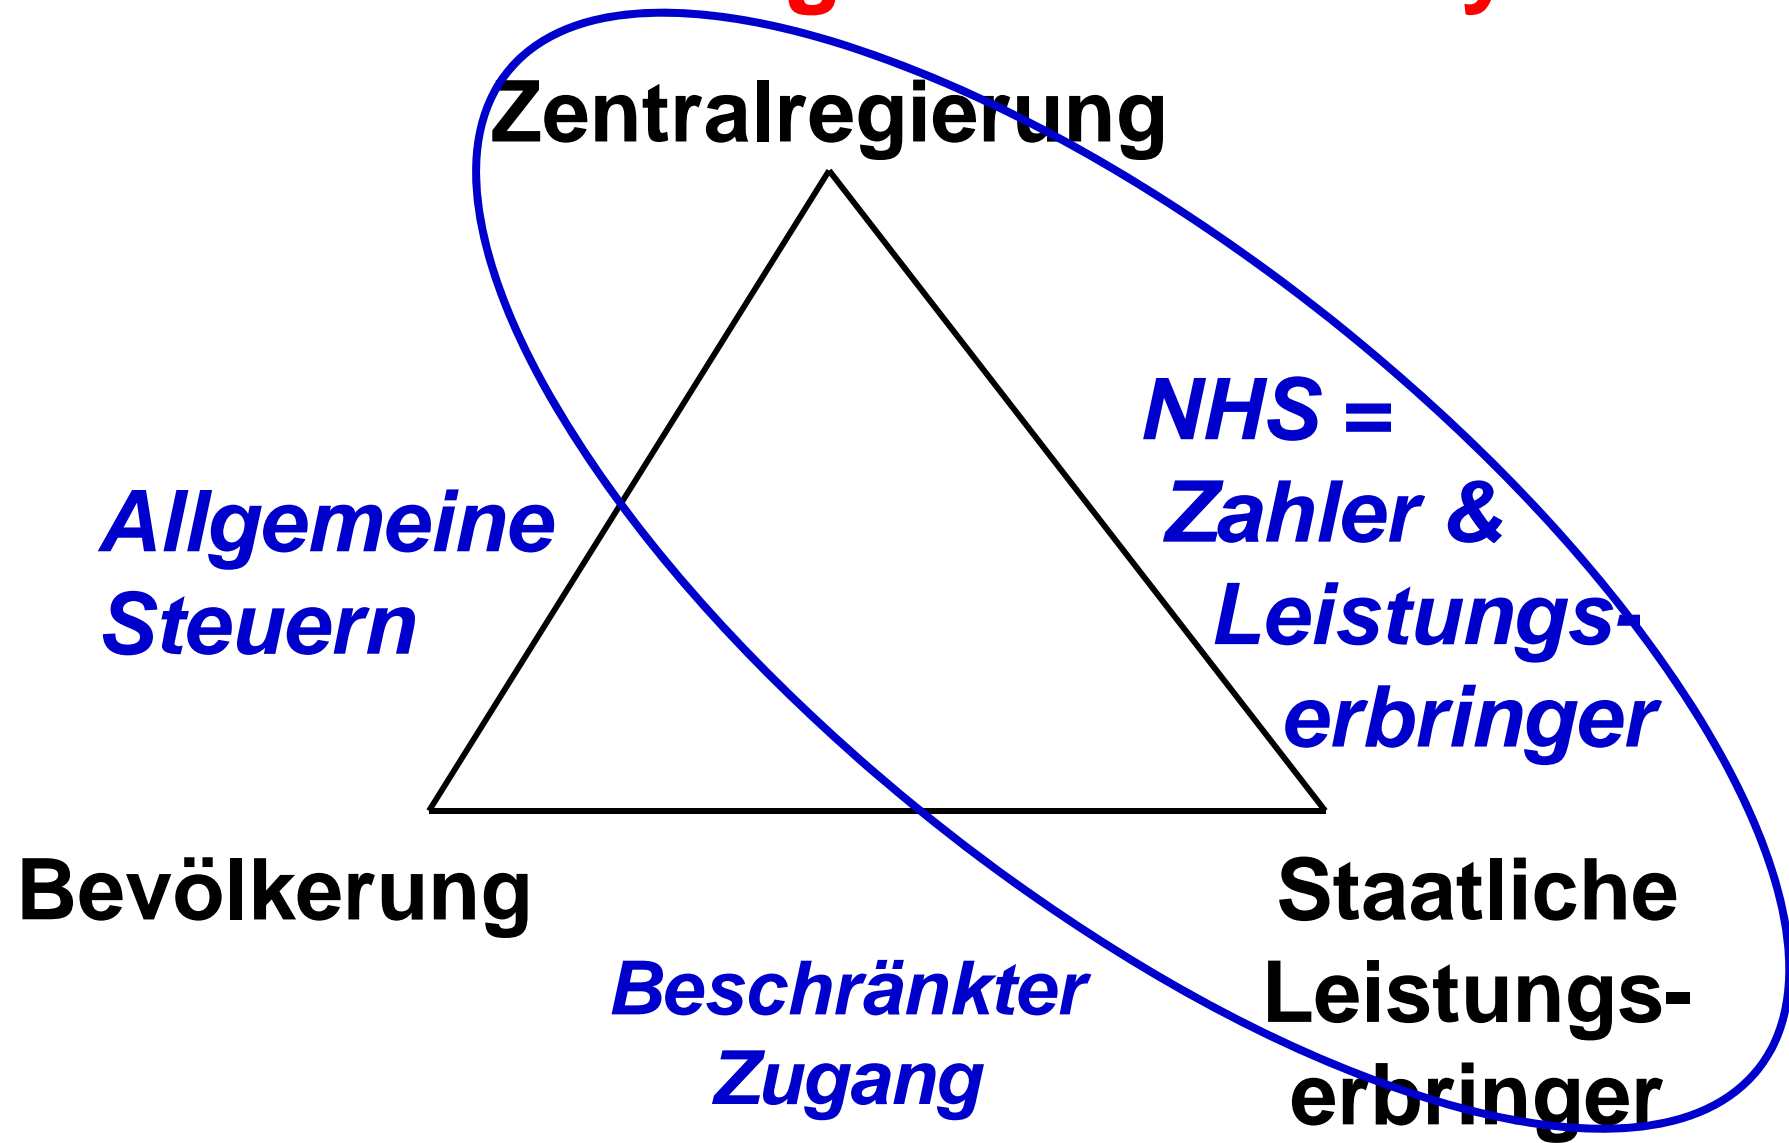 Zentralregierung
NHS =
Zahler &
Leistungs-
erbringer
Allgemeine
Steuern
Bevölkerung
Staatliche
Leistungs-
erbringer
Beschränkter
Zugang